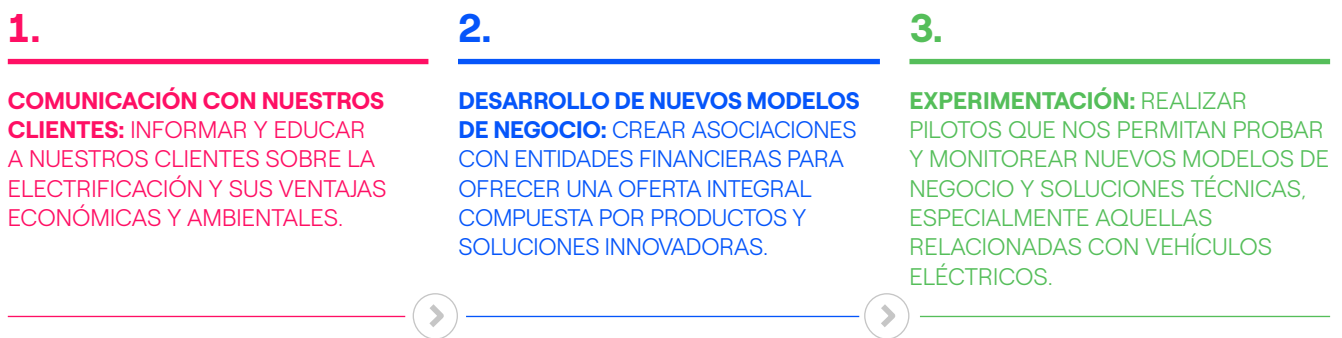 1.
COMUNICACIÓN CON NUESTROS
CLIENTES: INFORMAR Y EDUCAR
A NUESTROS CLIENTES SOBRE LA
ELECTRIFICACIÓN Y SUS VENTAJAS
ECONÓMICAS Y AMBIENTALES.
2.
DESARROLLO DE NUEVOS MODELOS
DE NEGOCIO: CREAR ASOCIACIONES
CON ENTIDADES FINANCIERAS PARA
OFRECER UNA OFERTA INTEGRAL
COMPUESTA POR PRODUCTOS Y
SOLUCIONES INNOVADORAS.
3.
EXPERIMENTACIÓN: REALIZAR
PILOTOS QUE NOS PERMITAN PROBAR
Y MONITOREAR NUEVOS MODELOS DE
NEGOCIO Y SOLUCIONES TÉCNICAS,
ESPECIALMENTE AQUELLAS
RELACIONADAS CON VEHÍCULOS
ELÉCTRICOS.